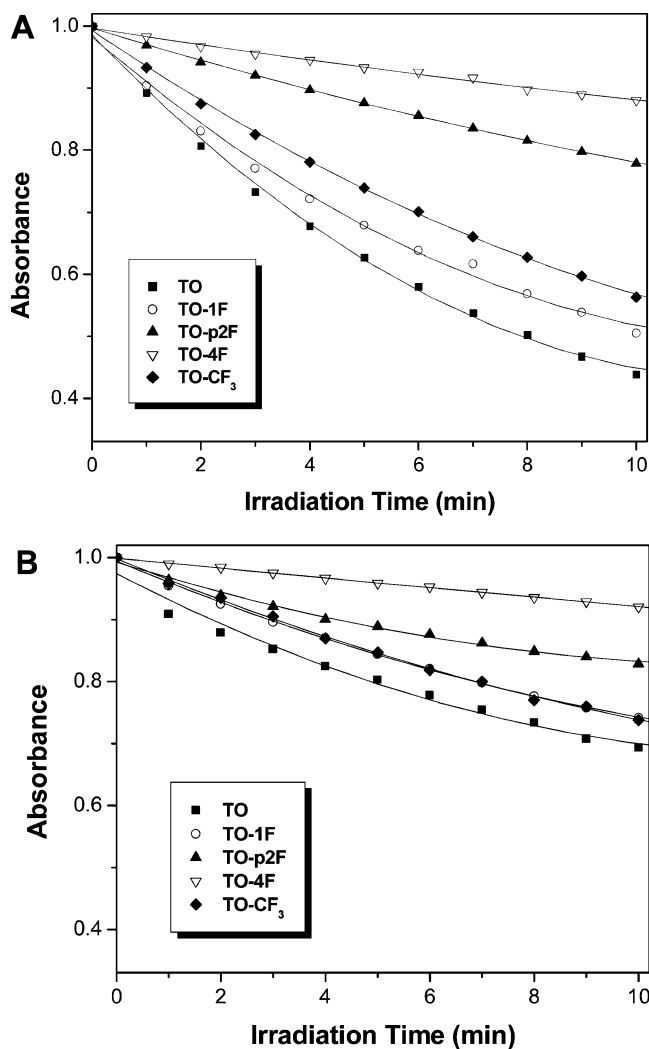 A
1.0
0.8
0.6
0.4
Absorbance
TO
TO-1F
TO-p2F
TO-4F
TO-CF₃
0 2 4 6 8 10
Irradiation Time (min)
B
1.0
0.8
0.6
0.4
Absorbance
TO
TO-1F
TO-p2F
TO-4F
TO-CF₃
0 2 4 6 8 10
Irradiation Time (min)